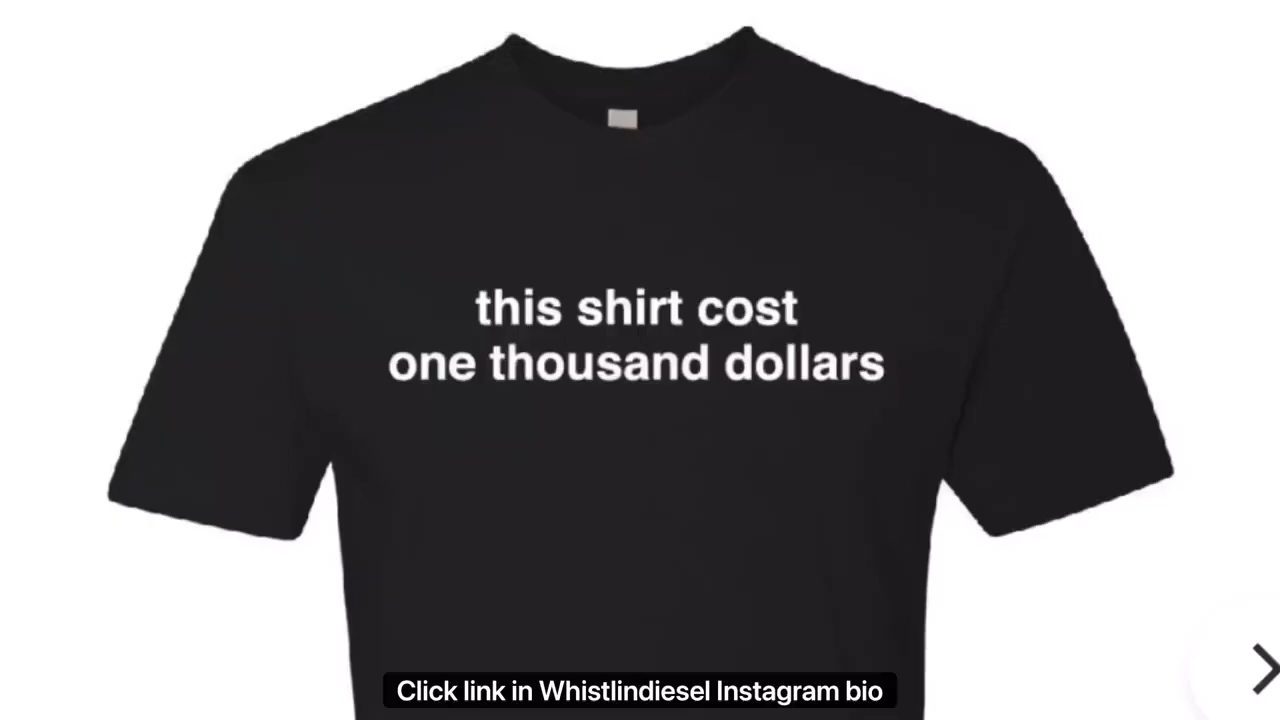 this shirt cost
one thousand dollars
Click link in Whistlindiesel Instagram bio